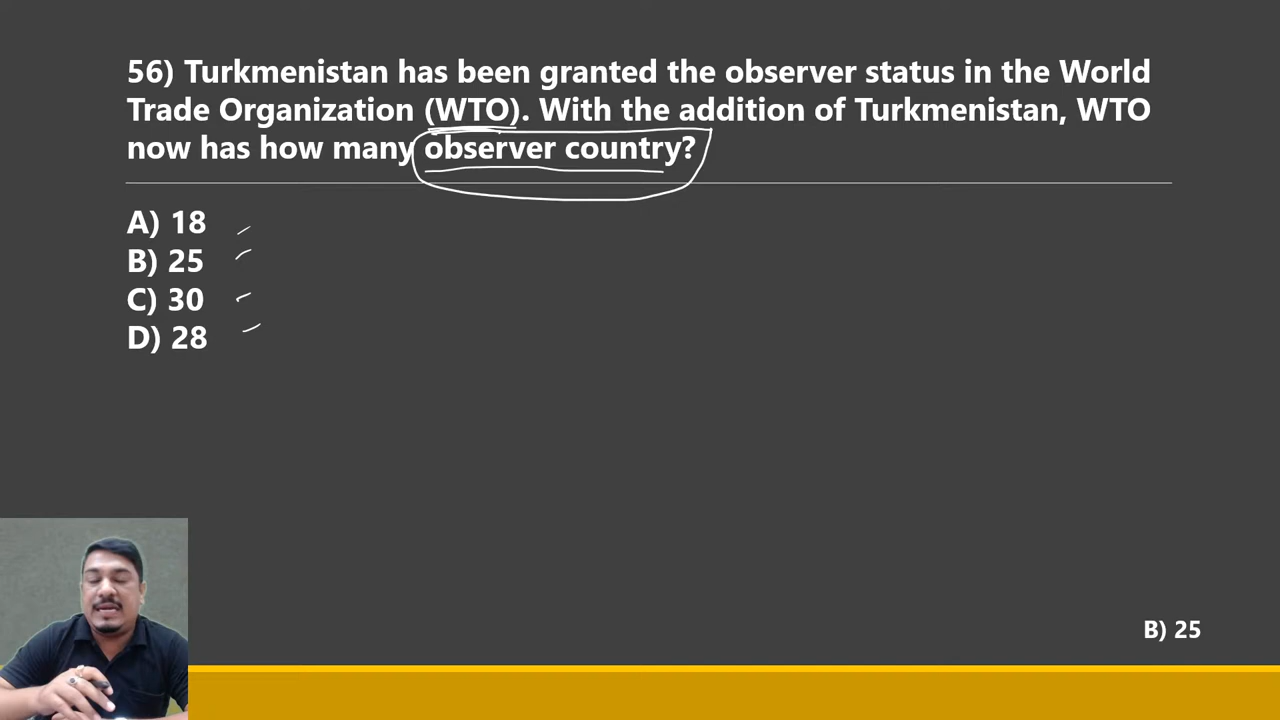 56) Turkmenistan has been granted the observer status in the World
Trade Organization (WTO). With the addition of Turkmenistan, WTO
now has how many observer country?
A) 18
B) 25
C) 30
D) 28
B) 25